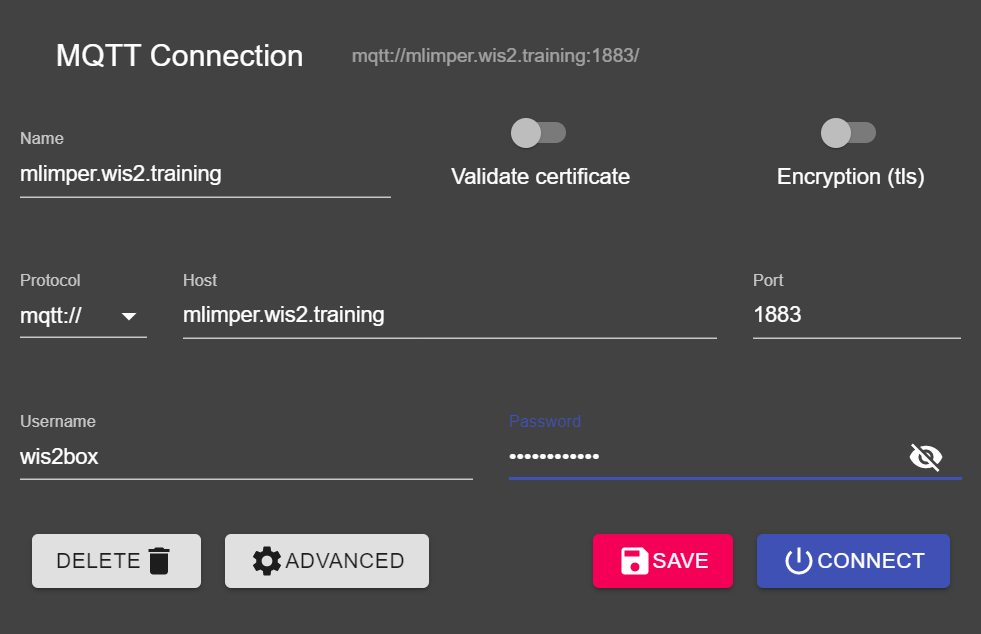 MQTT Connection mqtt://mlimper.wis2.training:1883/
Name
mlimper.wis2.training
Validate certificate
Encryption (tls)
Protocol Host Port
mqtt:// mlimper.wis2.training 1883
Username Password
wis2box ••••••••••••
DELETE ADVANCED SAVE CONNECT